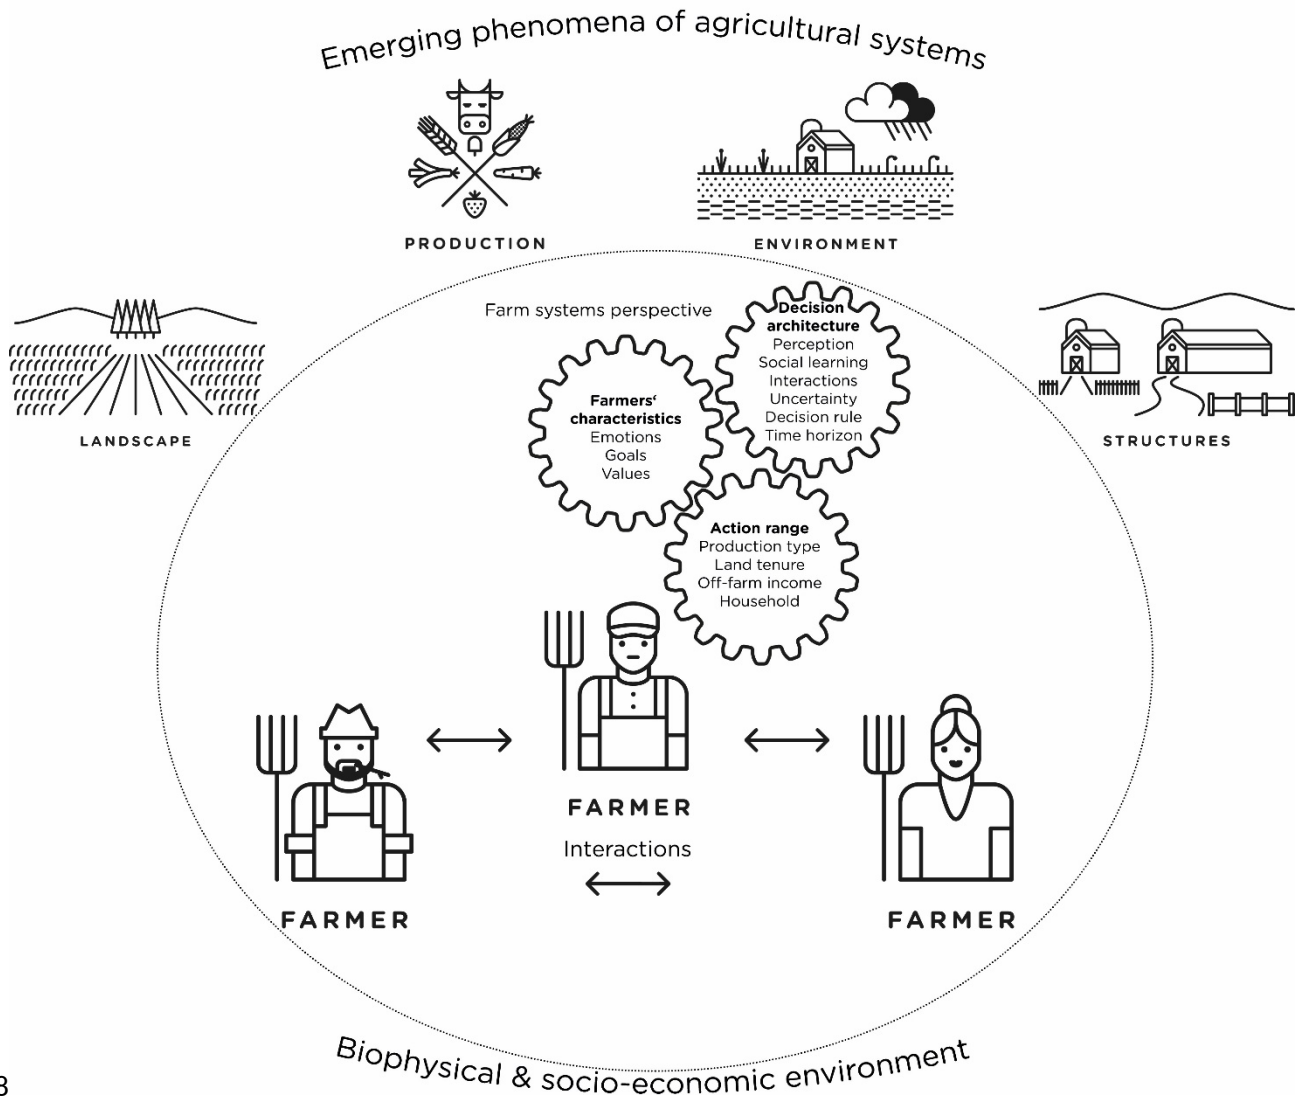 Emerging phenomena of agricultural systems
PRODUCTION
ENVIRONMENT
LANDSCAPE
STRUCTURES
Farm systems perspective
Farmers‘
characteristics
Emotions
Goals
Values
Decision
architecture
Perception
Social learning
Interactions
Uncertainty
Decision rule
Time horizon
Action range
Production type
Land tenure
Off-farm income
Household
FARMER
Interactions
FARMER
FARMER
Biophysical & socio-economic environment
8